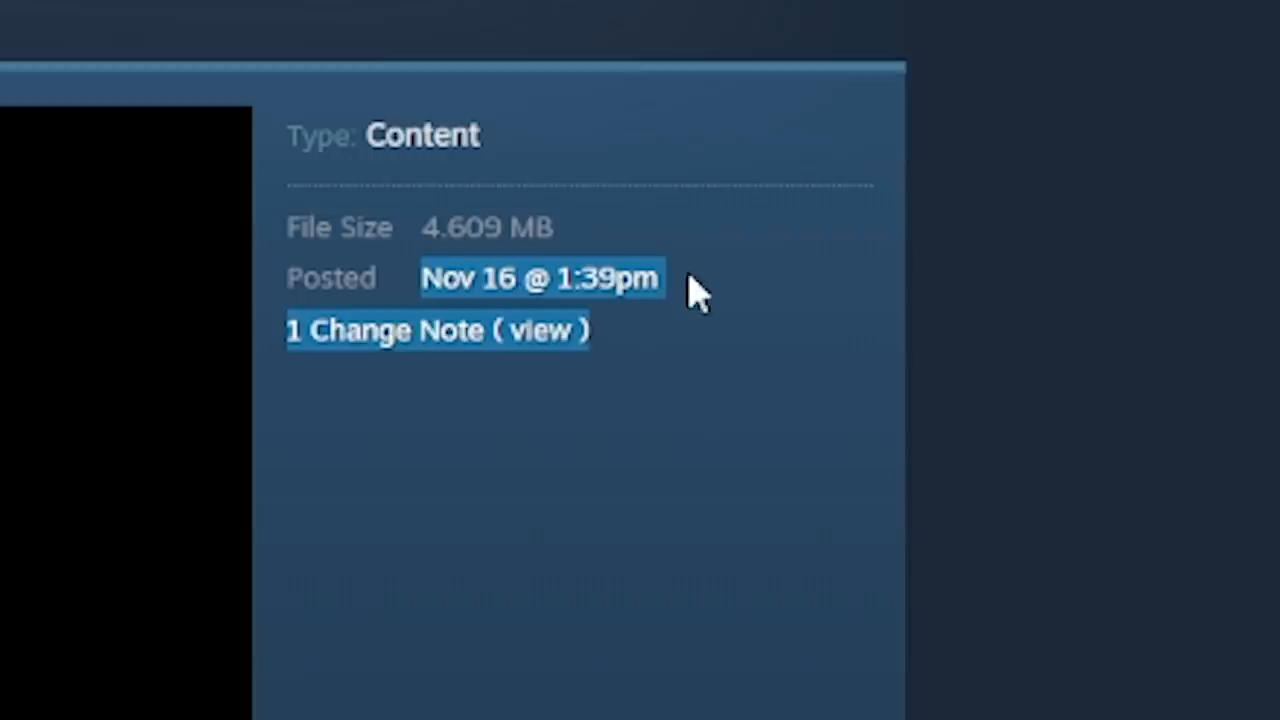 Type: Content
File Size 4.609 MB
Posted Nov 16 @ 1:39pm
1 Change Note ( view )